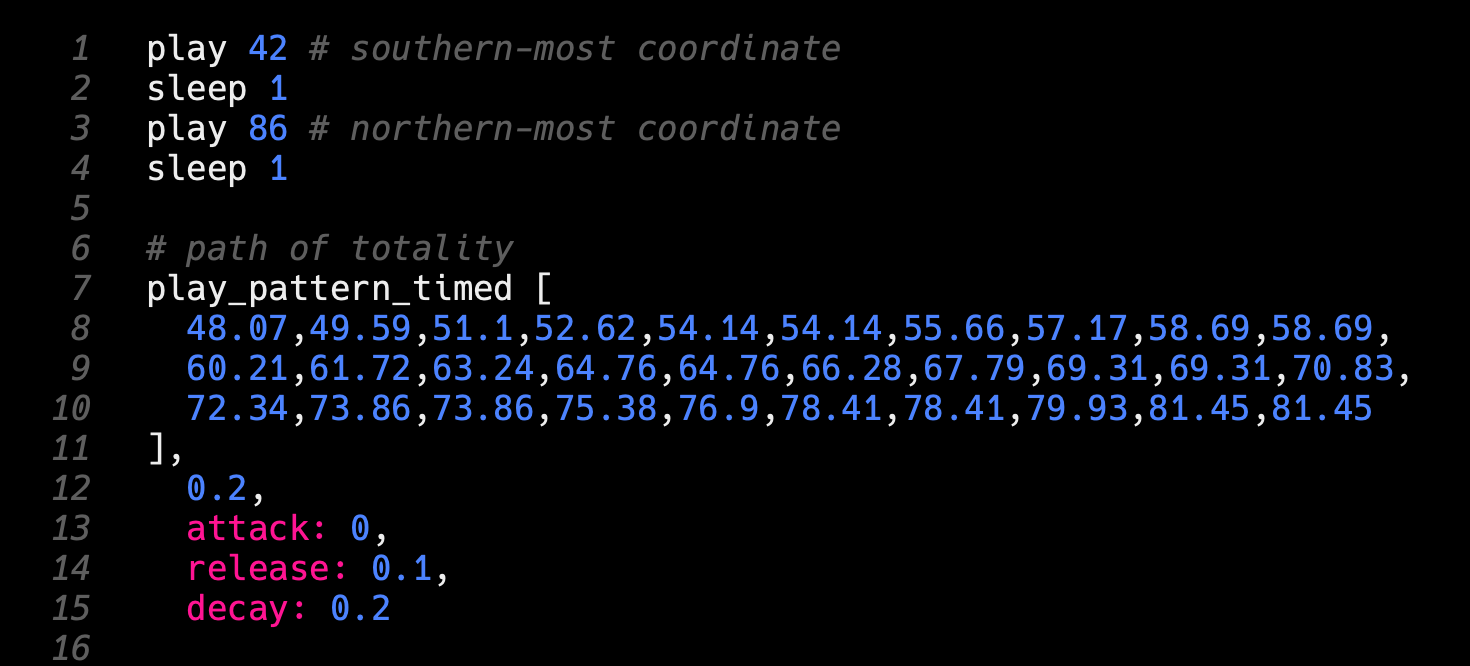 1 play 42 # southern-most coordinate
2 sleep 1
3 play 86 # northern-most coordinate
4 sleep 1
5
6 # path of totality
7 play_pattern_timed [
8 48.07,49.59,51.1,52.62,54.14,54.14,55.66,57.17,58.69,58.69,
9 60.21,61.72,63.24,64.76,64.76,66.28,67.79,69.31,69.31,70.83,
10 72.34,73.86,73.86,75.38,76.9,78.41,78.41,79.93,81.45,81.45
11 ],
12 0.2,
13 attack: 0,
14 release: 0.1,
15 decay: 0.2
16